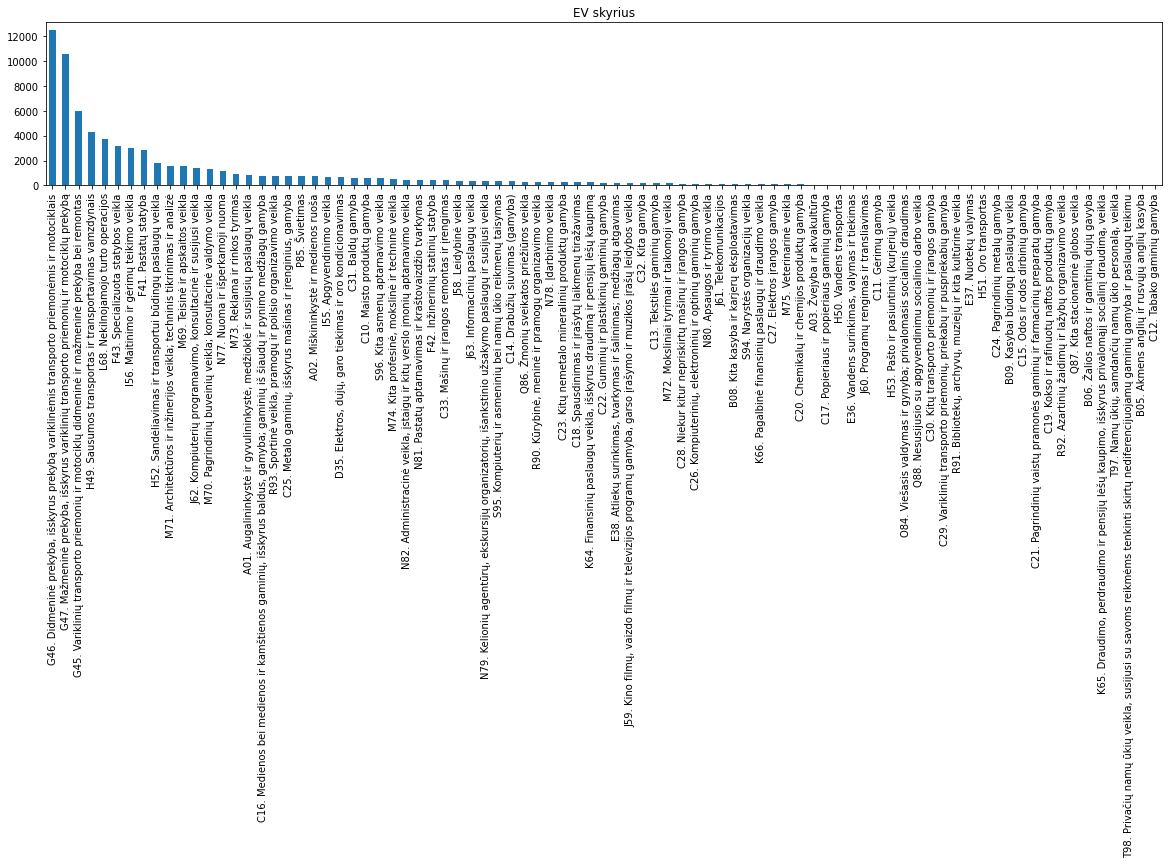 EV skyrius
12000
10000
8000
6000
4000
2000
0
G46. Didmeninė prekyba, išskyrus prekybą variklinėmis transporto priemonėmis ir motociklais
G47. Mažmeninė prekyba, išskyrus variklinių transporto priemonių ir motociklų prekybą
G45. Variklinių transporto priemonių ir motociklų didmeninė ir mažmeninė prekyba bei remontas
H49. Sausumos transportas ir transportavimas vamzdynais
L68. Nekilnojamojo turto operacijos
F43. Specializuota statybos veikla
I56. Maitinimo ir gėrimų teikimo veikla
F41. Pastatų statyba
H52. Sandėliavimas ir transportui būdingų paslaugų veikla
M71. Architektūros ir inžinerijos veikla; techninis tikrinimas ir analizė
M69. Teisinė ir apskaitos veikla
J62. Kompiuterių programavimo, konsultacinė ir susijusi veikla
M70. Pagrindinių buveinių veikla; konsultacinė valdymo veikla
N77. Nuoma ir išperkamoji nuoma
M73. Reklama ir rinkos tyrimas
A01. Augalininkystė ir gyvulininkystė, medžioklė ir susijusių paslaugų veikla
C16. Medienos bei medienos ir kamštienos gaminių, išskyrus baldus, gamyba, gaminių iš šiaudų ir pynimo medžiagų gamyba
R93. Sportinė veikla, pramogų ir poilsio organizavimo veikla
C25. Metalo gaminių, išskyrus mašinas ir įrenginius, gamyba
P85. Švietimas
A02. Miškininkystė ir medienos ruoša
I55. Apgyvendinimo veikla
D35. Elektros, dujų, garo tiekimas ir oro kondicionavimas
C31. Baldų gamyba
C10. Maisto produktų gamyba
S96. Kita asmenų aptarnavimo veikla
M74. Kita profesinė, mokslinė ir techninė veikla
N82. Administracinė veikla, įstaigų ir kitų verslo įmonių aptarnavimo veikla
N81. Pastatų aptarnavimas ir kraštovaizdžio tvarkymas
F42. Inžinerinių statinių statyba
C33. Mašinų ir įrangos remontas ir įrengimas
J58. Leidybinė veikla
J63. Informacinių paslaugų veikla
N79. Kelionių agentūrų, ekskursijų organizatorių, išankstinio užsakymo paslaugų ir susijusi veikla
S95. Kompiuterių ir asmeninių bei namų ūkio reikmenų taisymas
C14. Drabužių siuvimas (gamyba)
Q86. Žmonių sveikatos priežiūros veikla
R90. Kūrybinė, meninė ir pramogų organizavimo veikla
N78. Įdarbinimo veikla
C23. Kitų nemetalo mineralinių produktų gamyba
C18. Spausdinimas ir įrašytų laikmenų tiražavimas
K64. Finansinių paslaugų veikla, išskyrus draudimą ir pensijų lėšų kaupimą
C22. Guminių ir plastikinių gaminių gamyba
E38. Atliekų surinkimas, tvarkymas ir šalinimas; medžiagų atgavimas
J59. Kino filmų, vaizdo filmų ir televizijos programų gamyba, garso įrašymo ir muzikos įrašų leidybos veikla
C32. Kita gamyba
C13. Tekstilės gaminių gamyba
M72. Moksliniai tyrimai ir taikomoji veikla
C28. Niekur kitur nepriskirtų mašinų ir įrangos gamyba
C26. Kompiuterinių, elektroninių ir optinių gaminių gamyba
N80. Apsaugos ir tyrimo veikla
J61. Telekomunikacijos
B08. Kita kasyba ir karjerų eksploatavimas
S94. Narystės organizacijų veikla
K66. Pagalbinė finansinių paslaugų ir draudimo veikla
C27. Elektros įrangos gamyba
M75. Veterinarinė veikla
C20. Chemikalų ir chemijos produktų gamyba
A03. Žvejyba ir akvakultūra
C17. Popieriaus ir popieriaus gaminių gamyba
H50. Vandens transportas
E36. Vandens surinkimas, valymas ir tiekimas
J60. Programų rengimas ir transliavimas
C11. Gėrimų gamyba
H53. Pašto ir pasiuntinių (kurjerių) veikla
O84. Viešasis valdymas ir gynyba; privalomasis socialinis draudimas
Q88. Nesusijusio su apgyvendinimu socialinio darbo veikla
C30. Kitų transporto priemonių ir įrangos gamyba
C29. Variklinių transporto priemonių, priekabų ir puspriekabių gamyba
R91. Bibliotekų, archyvų, muziejų ir kita kultūrinė veikla
E37. Nuotekų valymas
H51. Oro transportas
C24. Pagrindinių metalų gamyba
B09. Kasybai būdingų paslaugų veikla
C15. Odos ir odos dirbinių gamyba
C21. Pagrindinių vaistų pramonės gaminių ir farmacinių preparatų gamyba
C19. Kokso ir rafinuotų naftos produktų gamyba
R92. Azartinių žaidimų ir lažybų organizavimo veikla
Q87. Kita stacionarinė globos veikla
B06. Žalios naftos ir gamtinių dujų gavyba
K65. Draudimo, perdraudimo ir pensijų lėšų kaupimo, išskyrus privalomąjį socialinį draudimą, veikla
T97. Namų ūkių, samdančių namų ūkio personalą, veikla
T98. Privačių namų ūkių veikla, susijusi su savoms reikmėms tenkinti skirtų nediferencijuojamų gaminių gamyba ir paslaugų teikimu
B05. Akmens anglių ir rusvųjų anglių kasyba
C12. Tabako gaminių gamyba